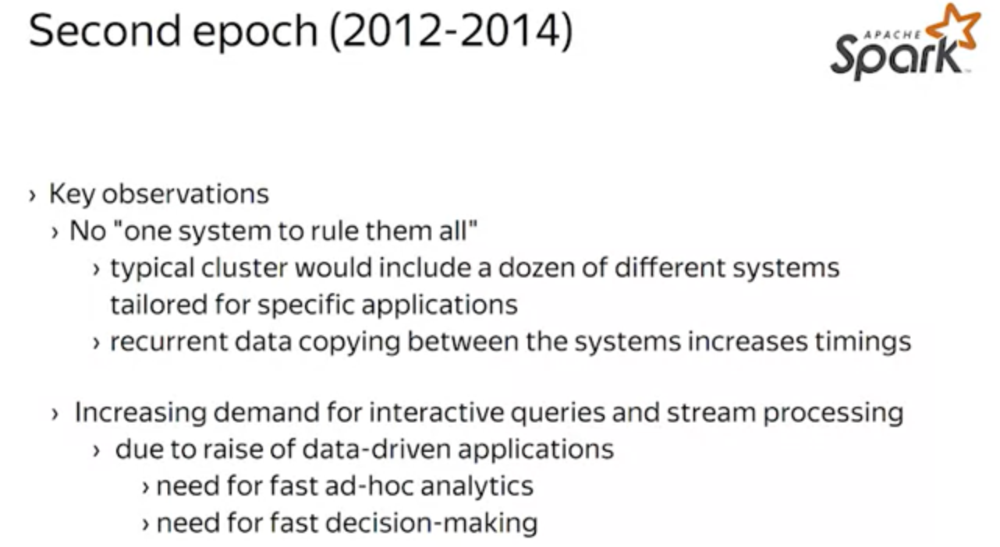 Second epoch (2012-2014)
APACHE
Spark™
› Key observations
› No "one system to rule them all"
› typical cluster would include a dozen of different systems
tailored for specific applications
› recurrent data copying between the systems increases timings
› Increasing demand for interactive queries and stream processing
› due to raise of data-driven applications
› need for fast ad-hoc analytics
› need for fast decision-making